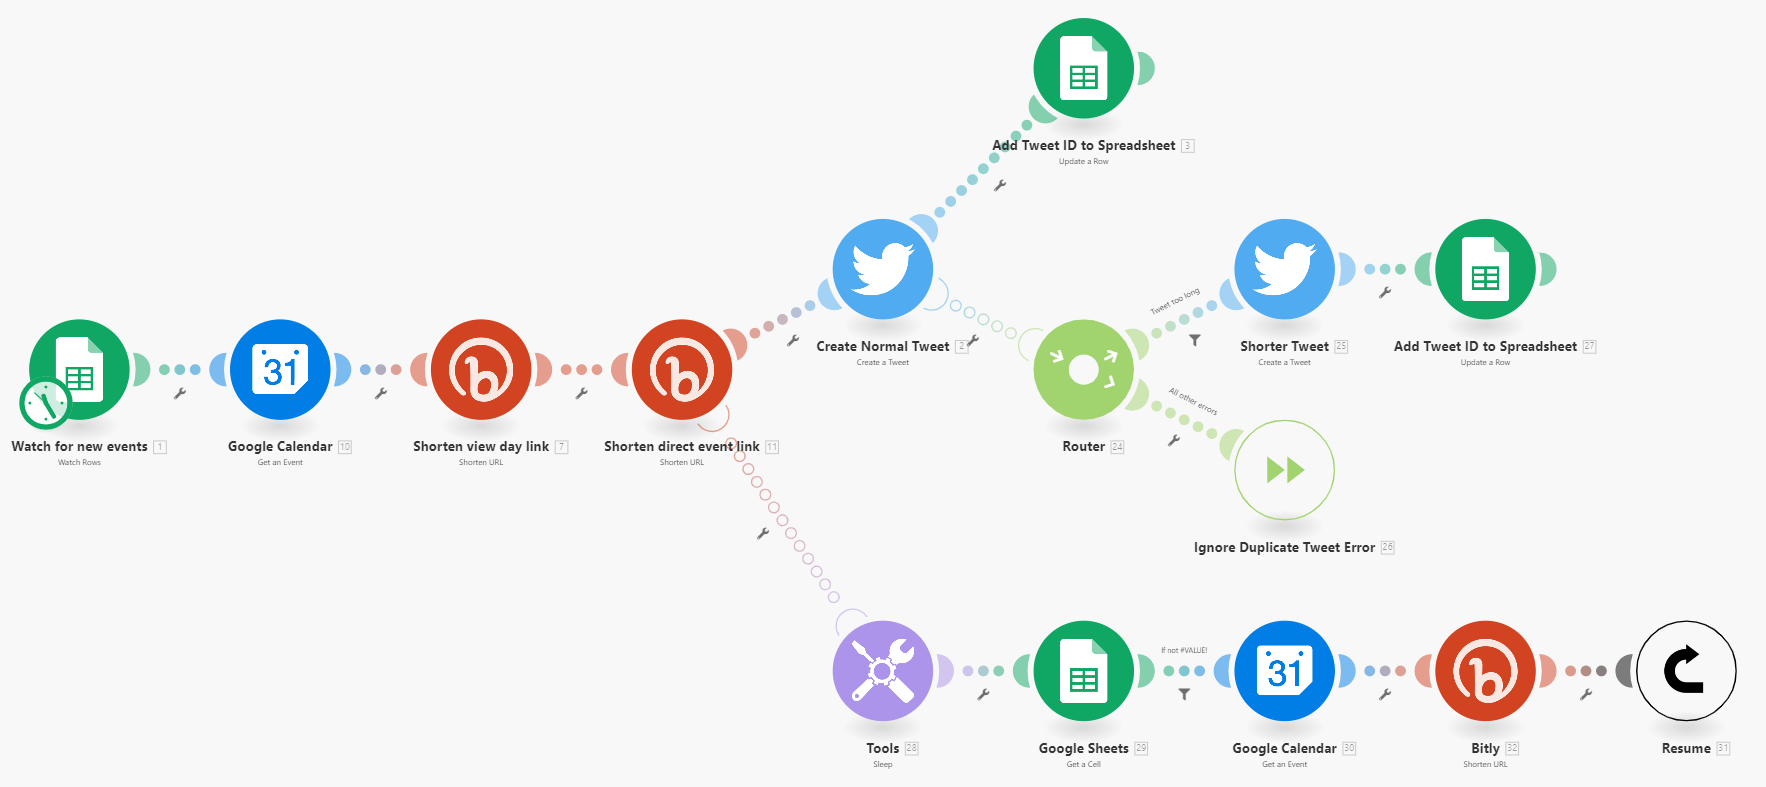 Add Tweet ID to Spreadsheet 3
Update a Row
Tweet too long
Create Normal Tweet 2
Create a Tweet
Shorter Tweet 25
Create a Tweet
Add Tweet ID to Spreadsheet 27
Update a Row
31
Watch for new events 1
Watch Rows
Google Calendar 10
Get an Event
Shorten view day link 7
Shorten URL
Shorten direct event link 11
Shorten URL
Router 24
All other errors
Ignore Duplicate Tweet Error 26
If not #VALUE!
31
Tools 28
Sleep
Google Sheets 29
Get a Cell
Google Calendar 30
Get an Event
Bitly 32
Shorten URL
Resume 31